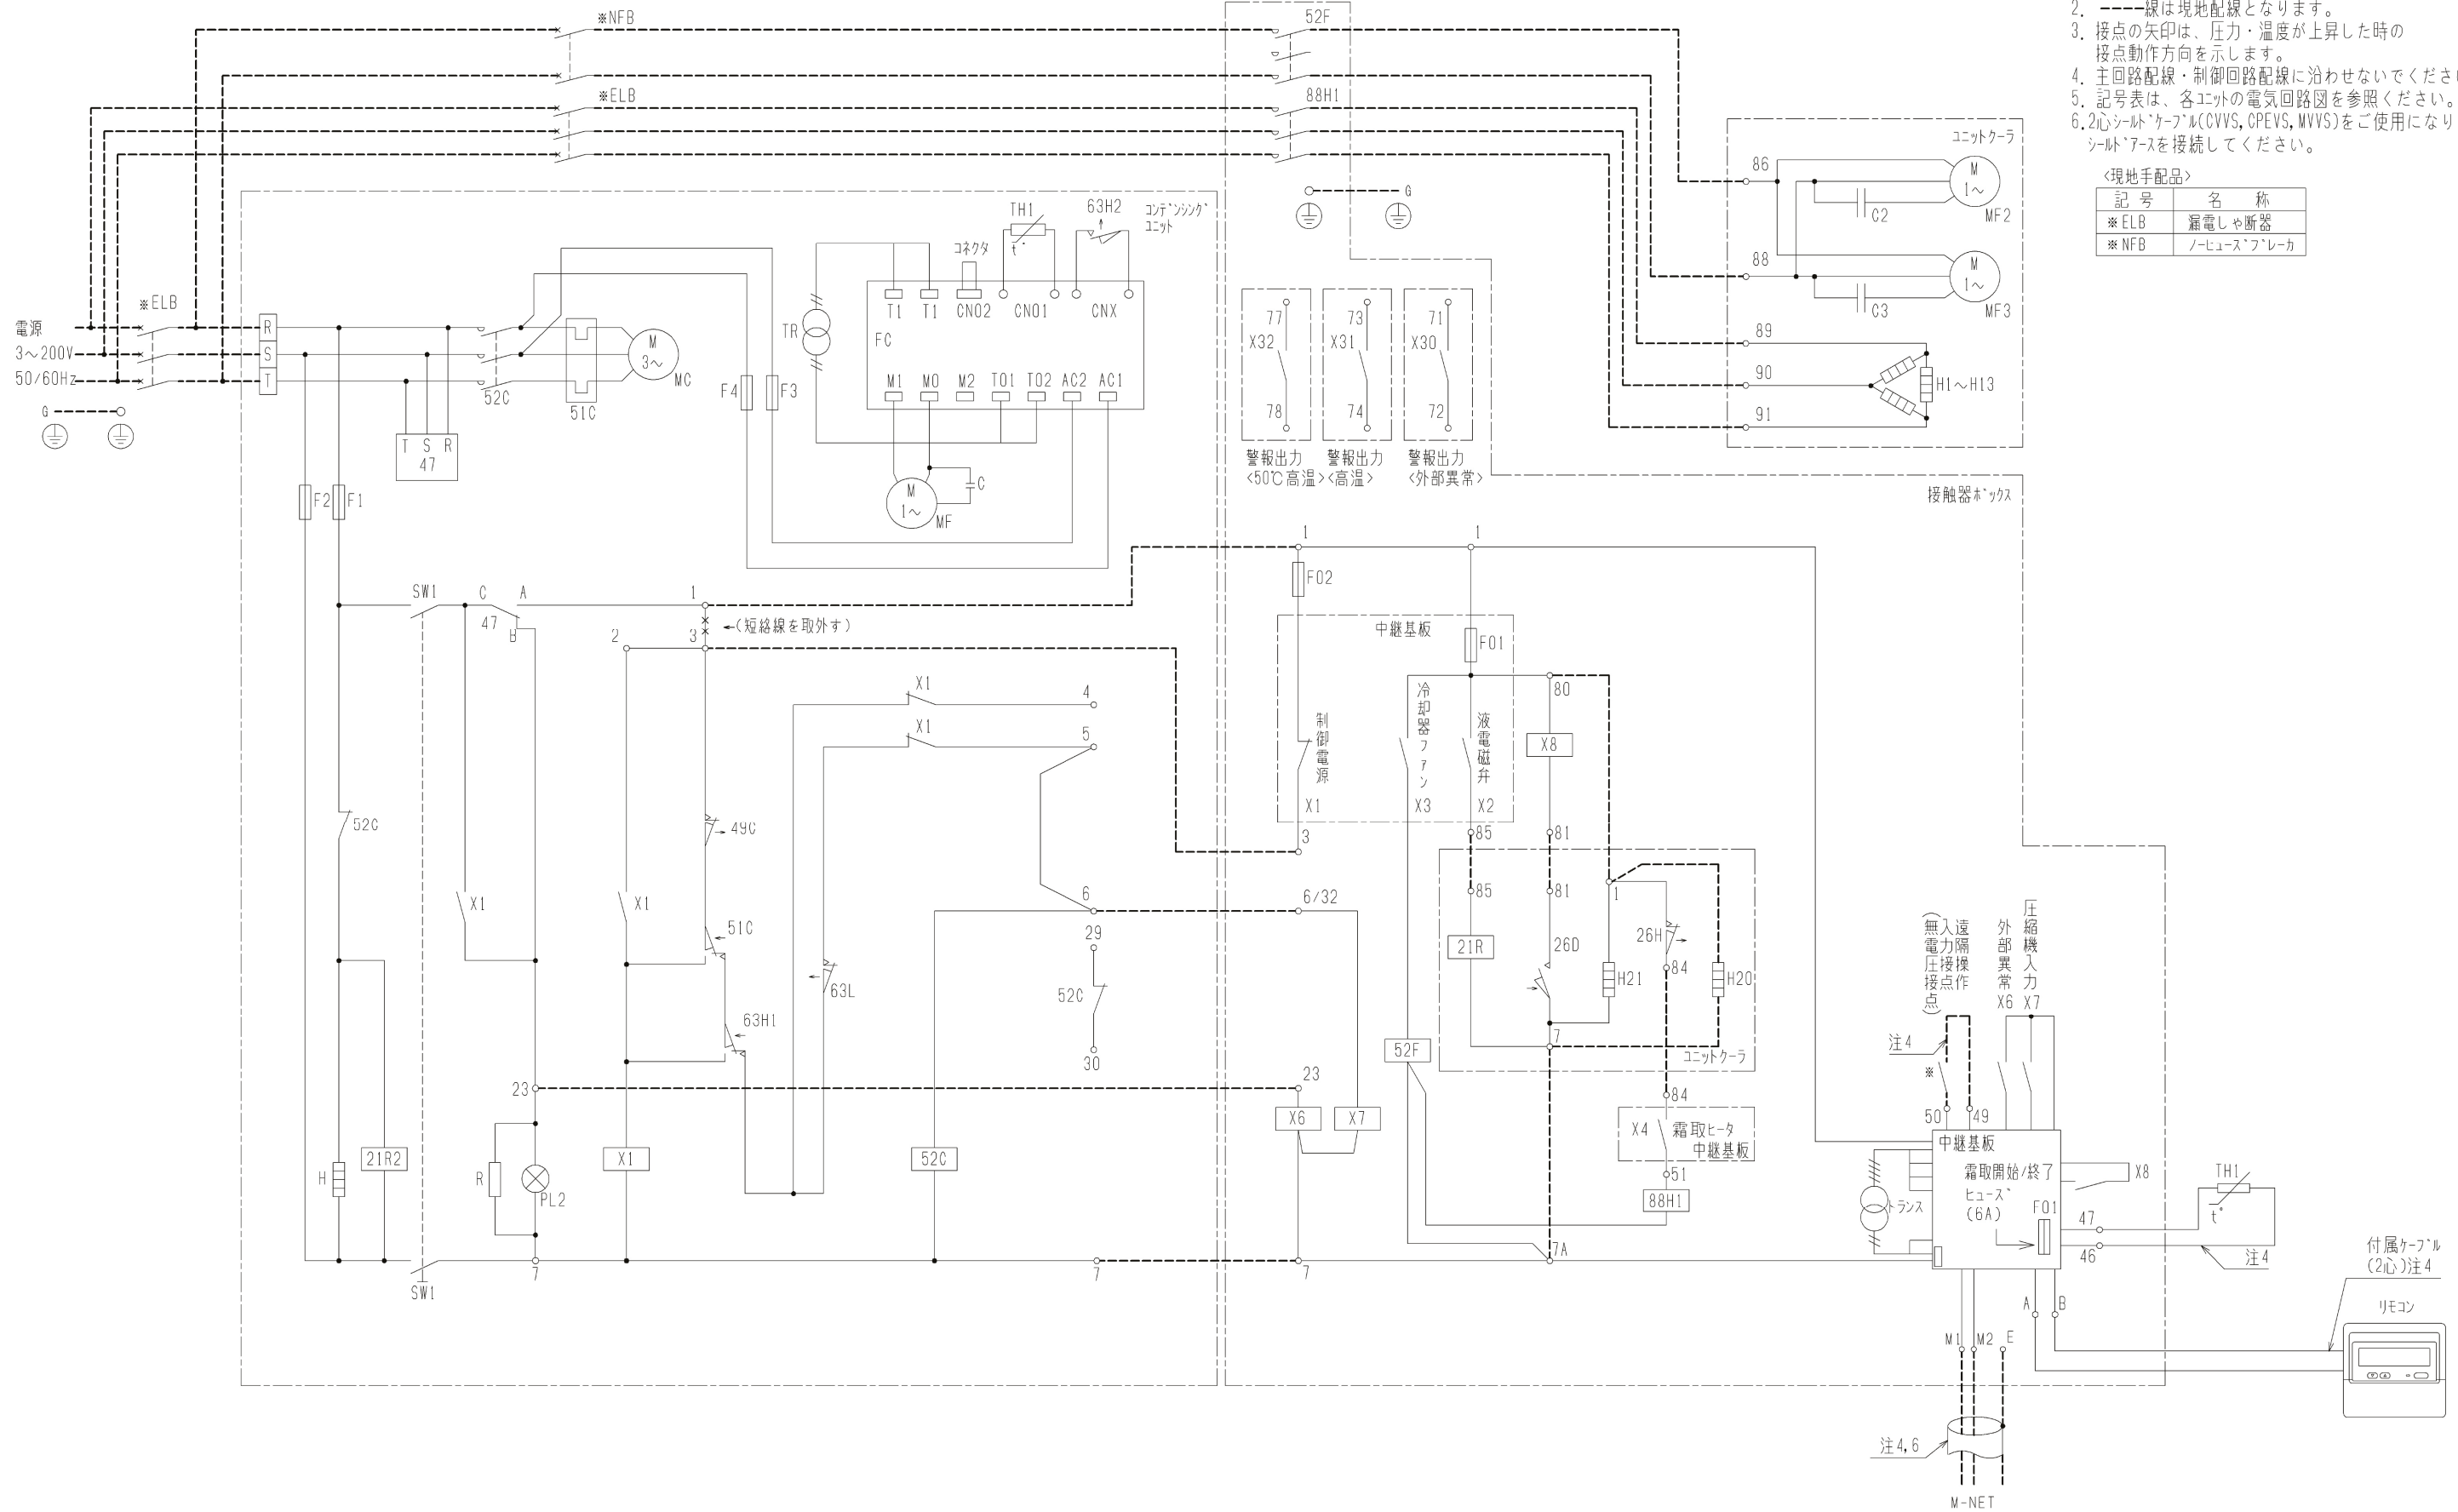 2. ━━━線は現地配線となります。
3. 接点の矢印は、圧力・温度が上昇した時の
接点動作方向を示します。
4. 主回路配線・制御回路配線に沿わせないでください
5. 記号表は、各ユニットの電気回路図を参照ください。
6.2心シールドケーブル(CVVS,CPEVS,MVVS)をご使用になり
シールドアースを接続してください。
<現地手配品>
記 号 名 称
※ELB 漏電しゃ断器
※NFB ノーヒューズブレーカ
※NFB
※ELB
52F
88H1
G
ユニットクーラ
86
M
1~
MF2
C2
88
M
1~
MF3
C3
89
90
91
H1~H13
電源
3~200V
50/60Hz
※ELB
G
R
S
T
52C
51C
M
3~
MC
T S R
47
F2
F1
F4
F3
コンデンシング
ユニット
TR
コネクタ
TH1
t°
63H2
T1 T1 CN02 CN01 CNX
FC
M1 M0 M2 T01 T02 AC2 AC1
M
1~
MF
C
77
X32
78
警報出力
<50℃高温>
73
X31
74
警報出力
<高温>
71
X30
72
警報出力
<外部異常>
接触器ボックス
SW1
C A
47
B
1
2
3
←(短絡線を取外す)
X1
4
X1
5
52C
X1
X1
49C
51C
63H1
63L
6
29
52C
30
23
H
21R2
R
PL2
X1
52C
SW1
7
7
1
1
F02
中継基板
F01
制御電源
X1
冷却器ファン
X3
液電磁弁
X2
80
X8
3
85
81
85
81
1
6/32
21R
26D
26H
84
H21
H20
7
ユニットクーラ
52F
23
X6
X7
84
X4 霜取ヒータ
中継基板
51
88H1
7
7A
遠隔操作
入力接点
(無電圧接点)
外部異常
X6
圧縮機入力
X7
注4
※
50
49
中継基板
霜取開始/終了
ヒューズ
(6A)
F01
トランス
X8
TH1
t°
47
46
注4
付属ケーブル
(2心)注4
リモコン
A
B
M1
M2
E
注4,6
M-NET